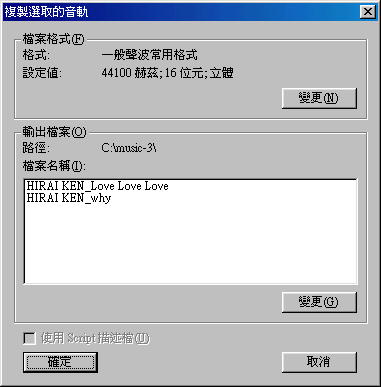 複製選取的音軌
檔案格式(F)
格式: 一般聲波常用格式
設定值: 44100 赫茲; 16 位元; 立體
變更(N)
輸出檔案(O)
路徑: C:\music-3\
檔案名稱(I):
HIRAI KEN_Love Love Love
HIRAI KEN_why
變更(G)
使用 Script 描述檔(U)
確定 取消